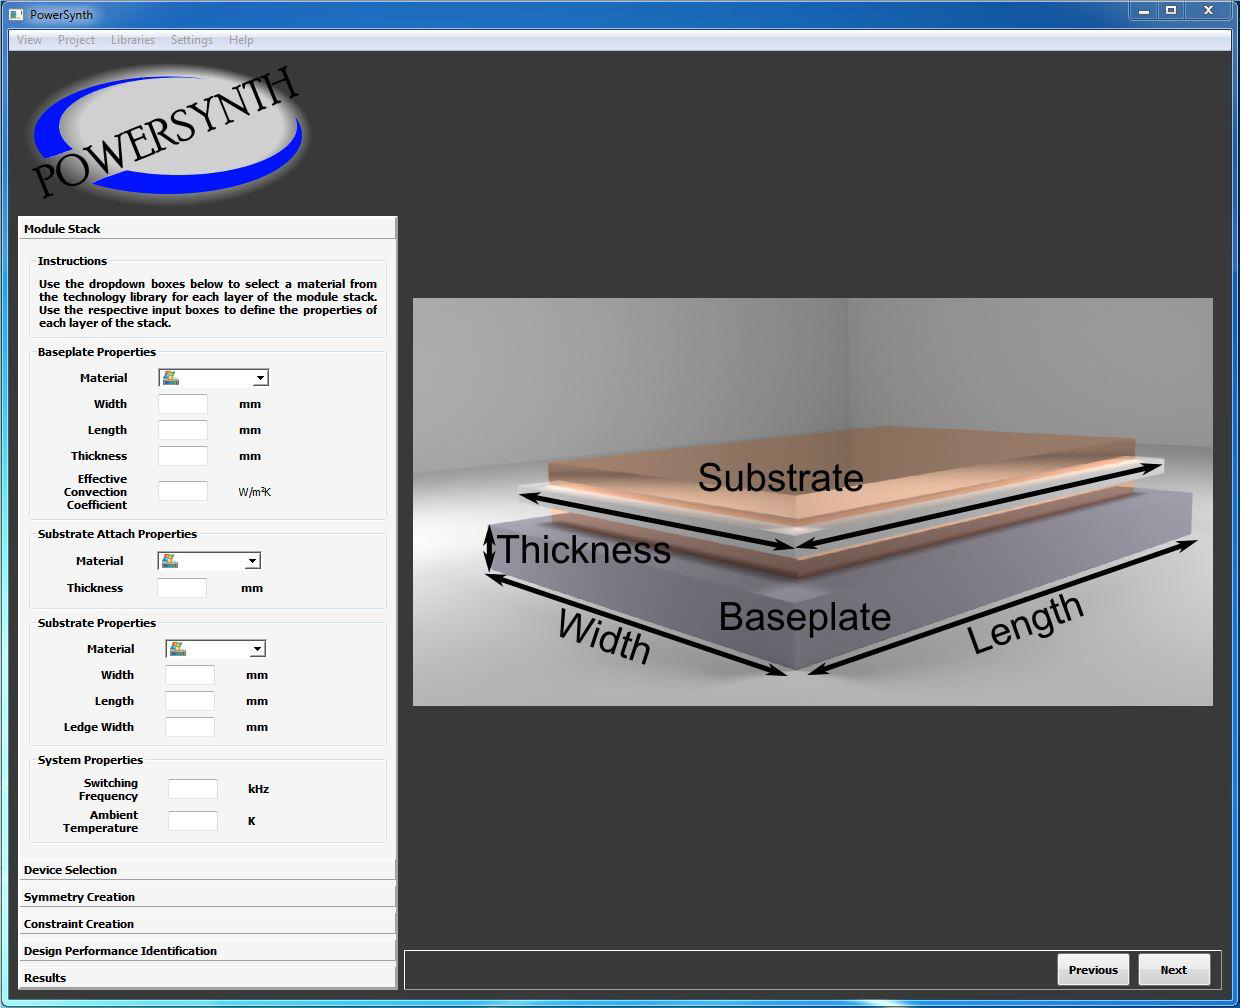 PowerSynth
View Project Libraries Settings Help
POWERSYNTH
Module Stack
Instructions
Use the dropdown boxes below to select a material from
the technology library for each layer of the module stack.
Use the respective input boxes to define the properties of
each layer of the stack.
Baseplate Properties
Material
Width mm
Length mm
Thickness mm
Effective
Convection
Coefficient
W/m²K
Substrate Attach Properties
Material
Thickness mm
Substrate Properties
Material
Width mm
Length mm
Ledge Width mm
System Properties
Switching
Frequency
kHz
Ambient
Temperature
K
Device Selection
Symmetry Creation
Constraint Creation
Design Performance Identification
Results
Substrate
Thickness
Baseplate
Width
Length
Previous Next